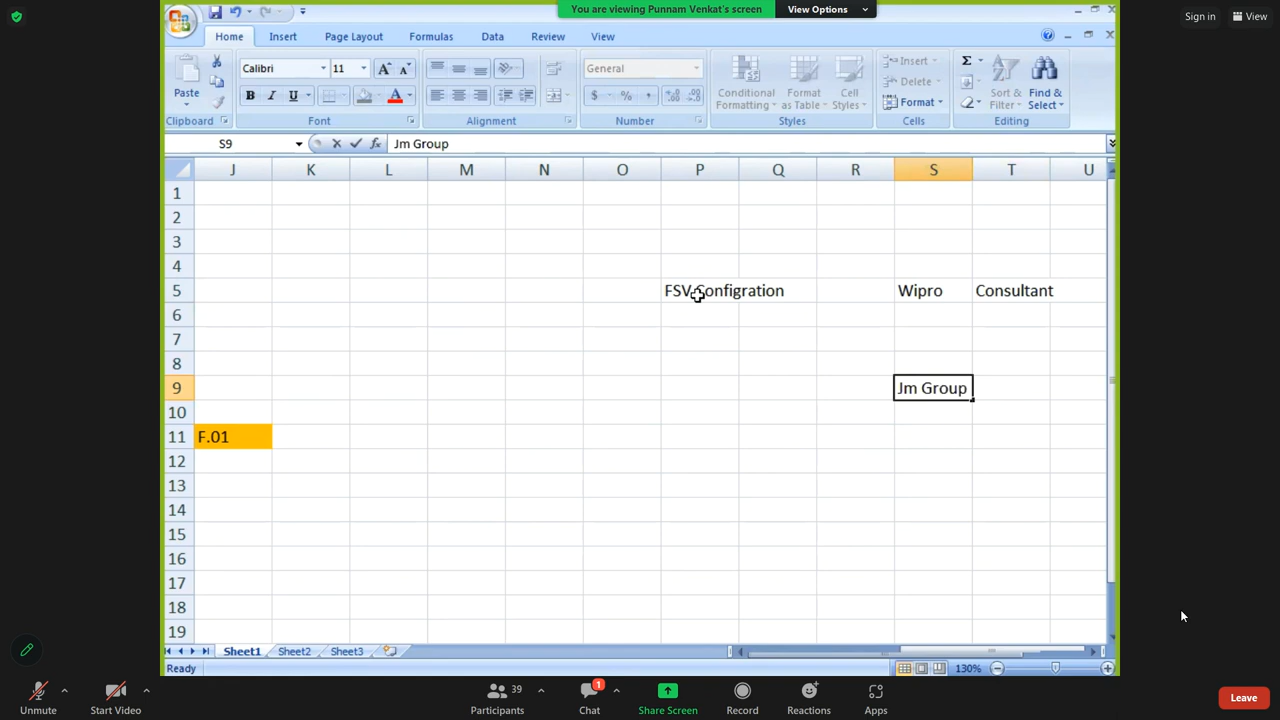 You are viewing Punnam Venkat's screen View Options
Sign in View
Home Insert Page Layout Formulas Data Review View
Paste
Clipboard
Calibri 11
B I U
Font
Alignment
General
$ % ,
Number
Conditional Formatting
Format as Table
Cell Styles
Styles
Insert
Delete
Format
Cells
Σ
Sort & Filter
Find & Select
Editing
S9 fx Jm Group
J K L M N O P Q R S T U
1
2
3
4
5 FSV Configration Wipro Consultant
6
7
8
9 Jm Group
10
11 F.01
12
13
14
15
16
17
18
19
Sheet1 Sheet2 Sheet3
Ready 130%
Unmute Start Video Participants 39 Chat 1 Share Screen Record Reactions Apps Leave